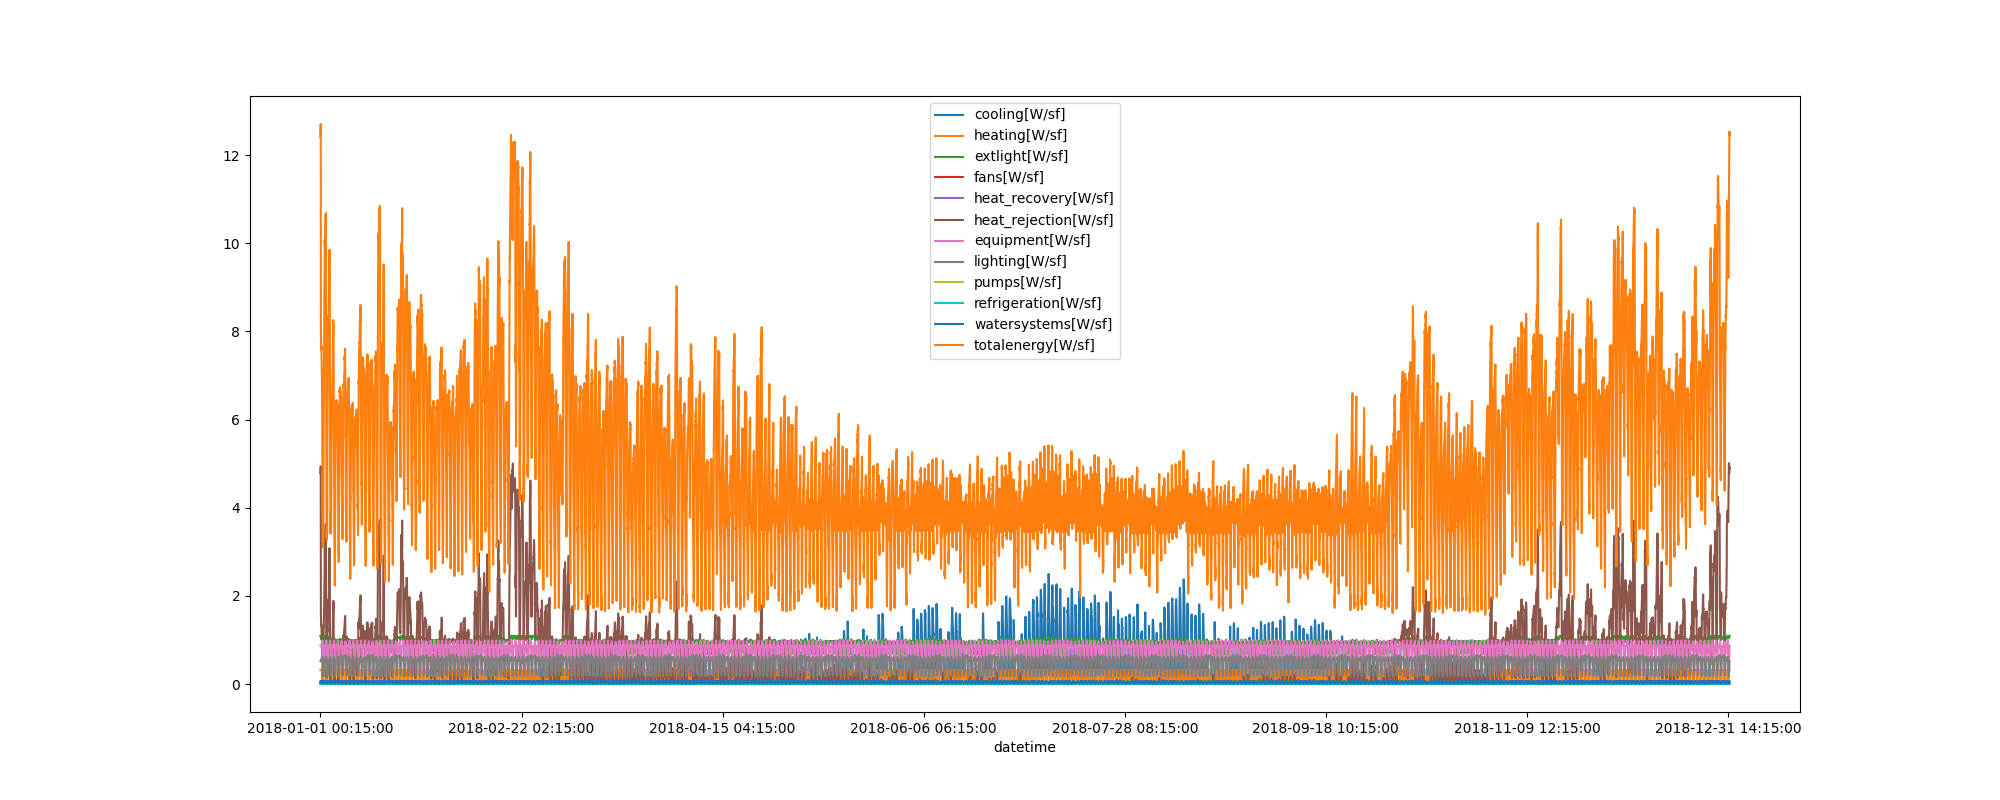 12
10
8
6
4
2
0
cooling[W/sf]
heating[W/sf]
extlight[W/sf]
fans[W/sf]
heat_recovery[W/sf]
heat_rejection[W/sf]
equipment[W/sf]
lighting[W/sf]
pumps[W/sf]
refrigeration[W/sf]
watersystems[W/sf]
totalenergy[W/sf]
2018-01-01 00:15:00 2018-02-22 02:15:00 2018-04-15 04:15:00 2018-06-06 06:15:00 2018-07-28 08:15:00 2018-09-18 10:15:00 2018-11-09 12:15:00 2018-12-31 14:15:00
datetime